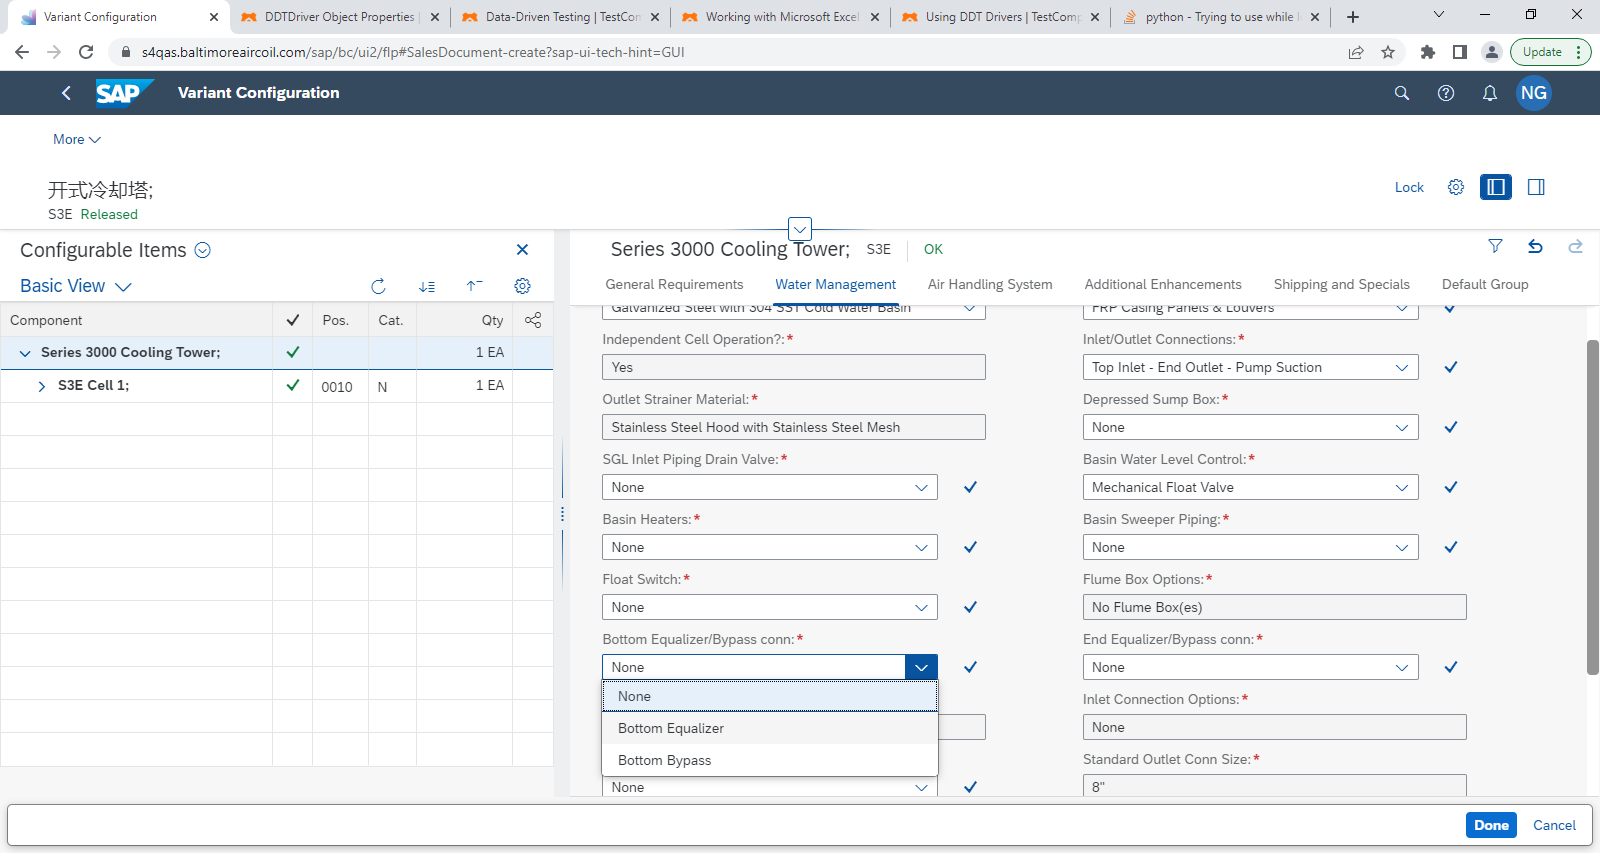 Variant Configuration
DDTDriver Object Properties
Data-Driven Testing | TestCom
Working with Microsoft Excel
Using DDT Drivers | TestComp
python - Trying to use while l
s4qas.baltimoreaircoil.com/sap/bc/ui2/flp#SalesDocument-create?sap-ui-tech-hint=GUI
Update
SAP
Variant Configuration
NG
More
开式冷却塔;
S3E Released
Lock
Configurable Items
Series 3000 Cooling Tower; S3E OK
Basic View
General Requirements Water Management Air Handling System Additional Enhancements Shipping and Specials Default Group
Component Pos. Cat. Qty
Series 3000 Cooling Tower; 1 EA
S3E Cell 1; 0010 N 1 EA
Galvanized Steel with 304 SST Cold Water Basin
FRP Casing Panels & Louvers
Independent Cell Operation?:*
Inlet/Outlet Connections:*
Yes
Top Inlet - End Outlet - Pump Suction
Outlet Strainer Material:*
Depressed Sump Box:*
Stainless Steel Hood with Stainless Steel Mesh
None
SGL Inlet Piping Drain Valve:*
Basin Water Level Control:*
None
Mechanical Float Valve
Basin Heaters:*
Basin Sweeper Piping:*
None
None
Float Switch:*
Flume Box Options:*
None
No Flume Box(es)
Bottom Equalizer/Bypass conn:*
End Equalizer/Bypass conn:*
None
None
None
Inlet Connection Options:*
Bottom Equalizer
None
Bottom Bypass
Standard Outlet Conn Size:*
None
8"
Done
Cancel